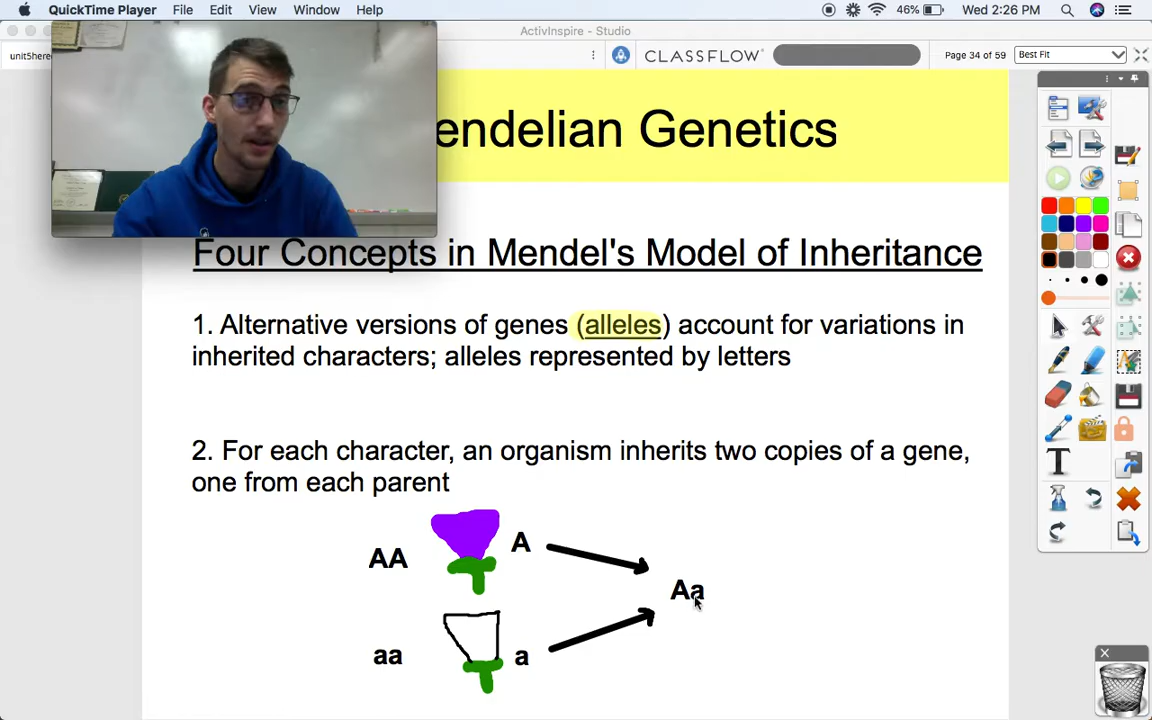 QuickTime Player File Edit View Window Help 46% Wed 2:26 PM
ActivInspire - Studio
unit5here
CLASSFLOW
Page 34 of 59
Best Fit
endelian Genetics
Four Concepts in Mendel's Model of Inheritance
1. Alternative versions of genes (alleles) account for variations in
inherited characters; alleles represented by letters
2. For each character, an organism inherits two copies of a gene,
one from each parent
AA A
Aa
aa a
T